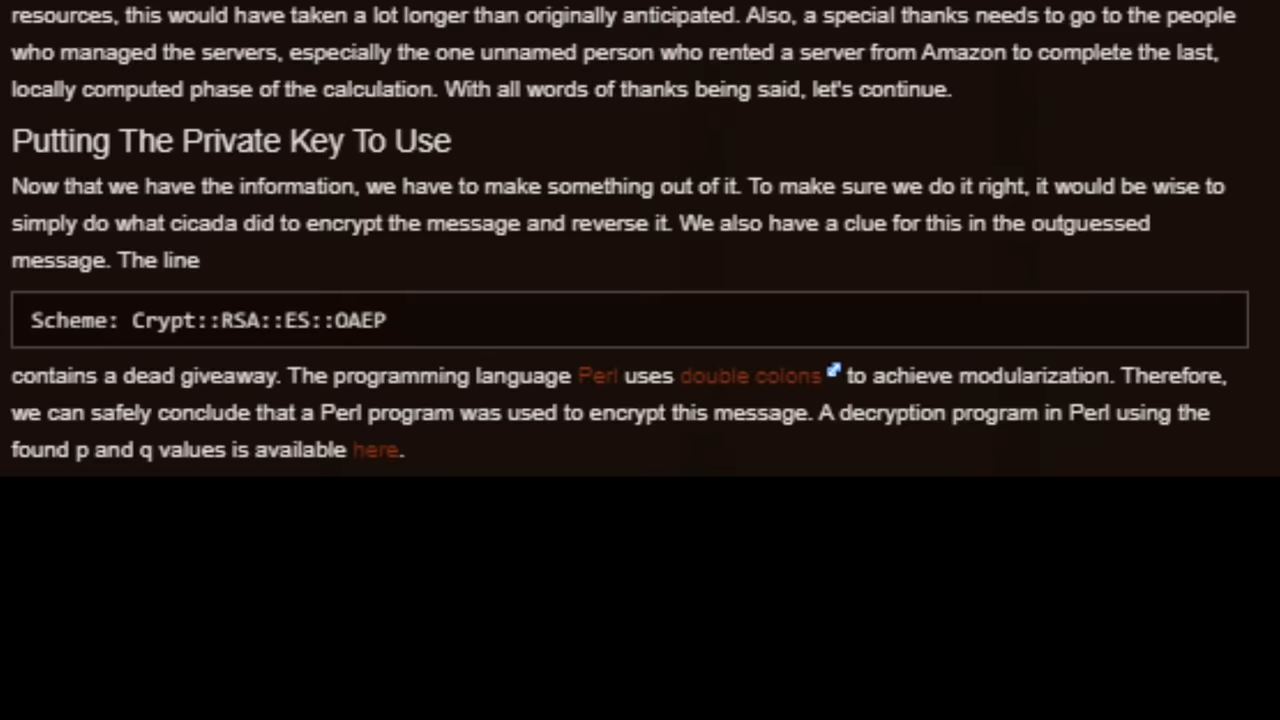 resources, this would have taken a lot longer than originally anticipated. Also, a special thanks needs to go to the people
who managed the servers, especially the one unnamed person who rented a server from Amazon to complete the last,
locally computed phase of the calculation. With all words of thanks being said, let's continue.
Putting The Private Key To Use
Now that we have the information, we have to make something out of it. To make sure we do it right, it would be wise to
simply do what cicada did to encrypt the message and reverse it. We also have a clue for this in the outguessed
message. The line
Scheme: Crypt::RSA::ES::OAEP
contains a dead giveaway. The programming language Perl uses double colons to achieve modularization. Therefore,
we can safely conclude that a Perl program was used to encrypt this message. A decryption program in Perl using the
found p and q values is available here.